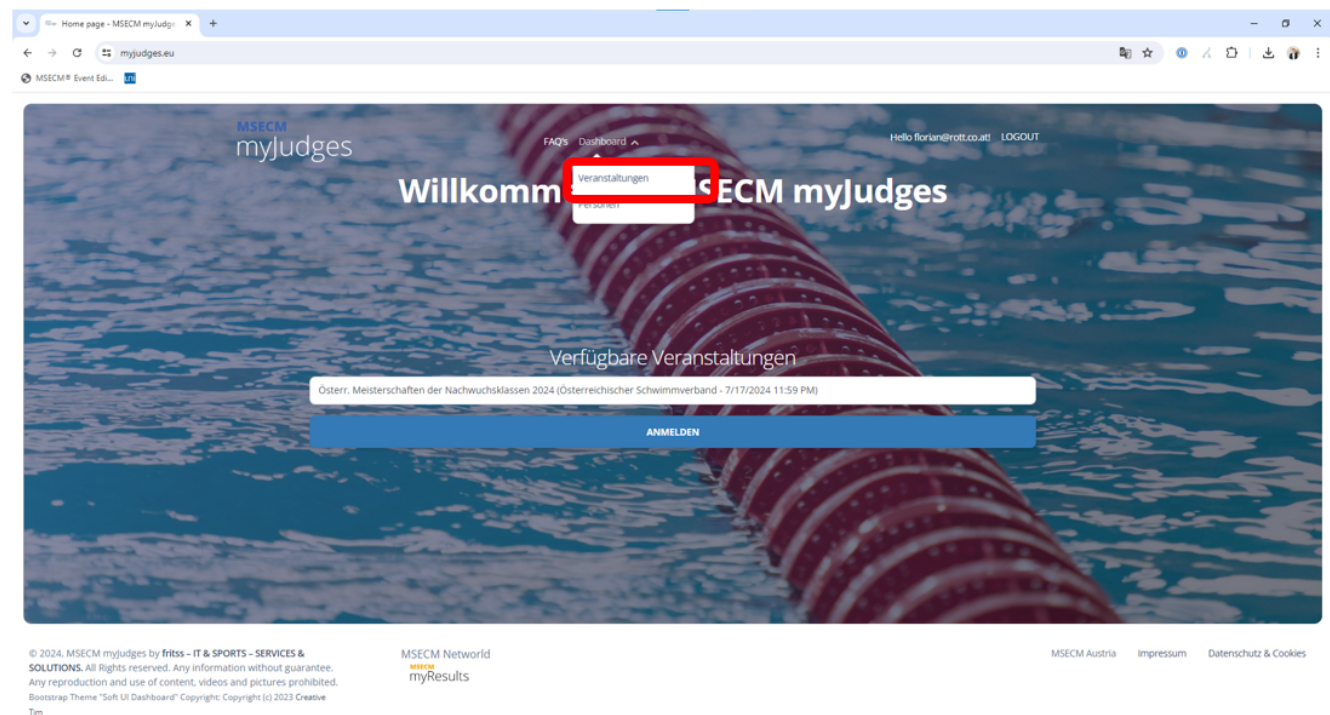 Home page - MSECM myJudge
myjudges.eu
MSECM® Event Edi...
uni
MSECM
myJudges
FAQ's Dashboard
Hello florian@rott.co.at! LOGOUT
Veranstaltungen
Personen
Willkomm SECM myJudges
Verfügbare Veranstaltungen
Österr. Meisterschaften der Nachwuchsklassen 2024 (Österreichischer Schwimmverband - 7/17/2024 11:59 PM)
ANMELDEN
© 2024, MSECM myJudges by fritss – IT & SPORTS – SERVICES &
SOLUTIONS. All Rights reserved. Any information without guarantee.
Any reproduction and use of content, videos and pictures prohibited.
Bootstrap Theme "Soft UI Dashboard" Copyright: Copyright (c) 2023 Creative
Tim
MSECM Networld
MSECM
myResults
MSECM Austria Impressum Datenschutz & Cookies